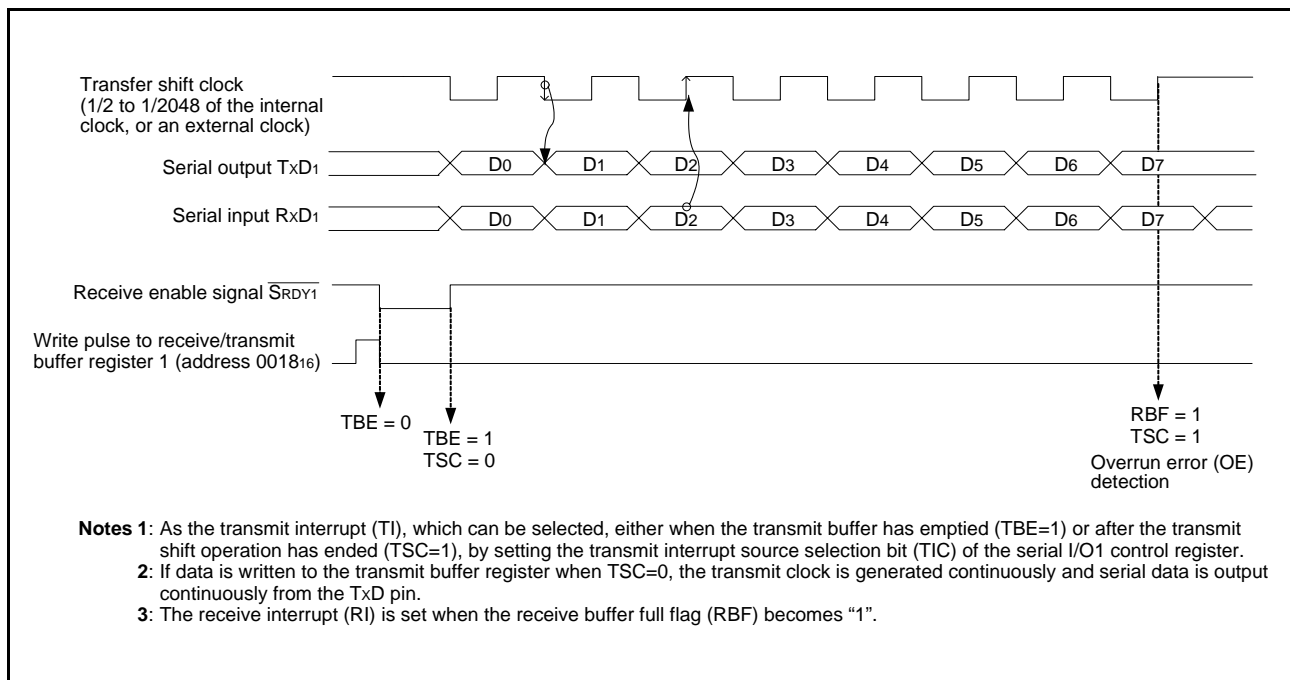 Transfer shift clock
(1/2 to 1/2048 of the internal
clock, or an external clock)
Serial output TxD1
D0 D1 D2 D3 D4 D5 D6 D7
Serial input RxD1
D0 D1 D2 D3 D4 D5 D6 D7
Receive enable signal S̅R̅D̅Y̅1̅
Write pulse to receive/transmit
buffer register 1 (address 001816)
TBE = 0
TBE = 1
TSC = 0
RBF = 1
TSC = 1
Overrun error (OE)
detection
Notes 1: As the transmit interrupt (TI), which can be selected, either when the transmit buffer has emptied (TBE=1) or after the transmit
shift operation has ended (TSC=1), by setting the transmit interrupt source selection bit (TIC) of the serial I/O1 control register.
2: If data is written to the transmit buffer register when TSC=0, the transmit clock is generated continuously and serial data is output
continuously from the TxD pin.
3: The receive interrupt (RI) is set when the receive buffer full flag (RBF) becomes “1”.